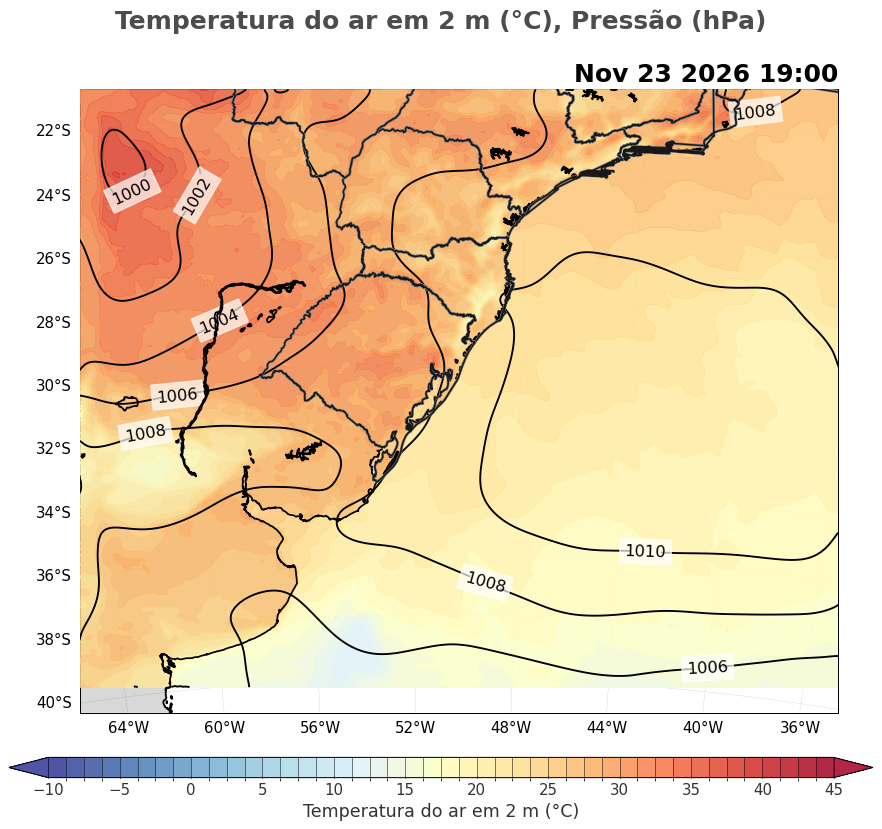 Temperatura do ar em 2 m (°C), Pressão (hPa)
Nov 23 2026 19:00
1008
22°S
1000
1002
24°S
26°S
28°S
1004
30°S
1006
1008
32°S
34°S
1010
36°S
1008
38°S
1006
40°S
64°W 60°W 56°W 52°W 48°W 44°W 40°W 36°W
−10 −5 0 5 10 15 20 25 30 35 40 45
Temperatura do ar em 2 m (°C)